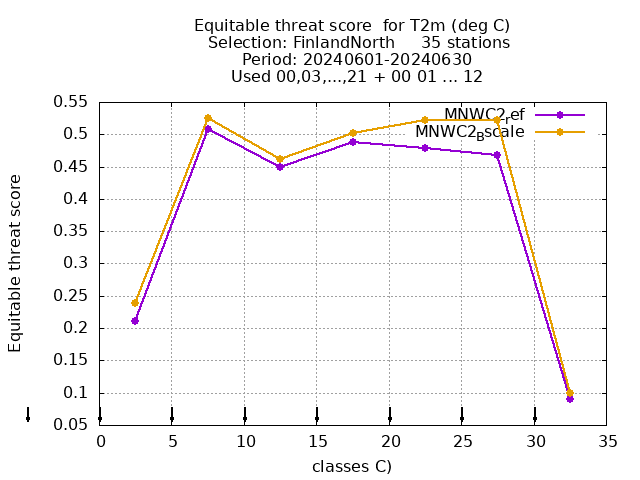 Equitable threat score  for T2m (deg C)
Selection: FinlandNorth     35 stations
Period: 20240601-20240630
Used 00,03,...,21 + 00 01 ... 12
MNWC2ref
MNWC2Bscale
Equitable threat score
0.55
0.5
0.45
0.4
0.35
0.3
0.25
0.2
0.15
0.1
0.05
0 5 10 15 20 25 30 35
classes C)